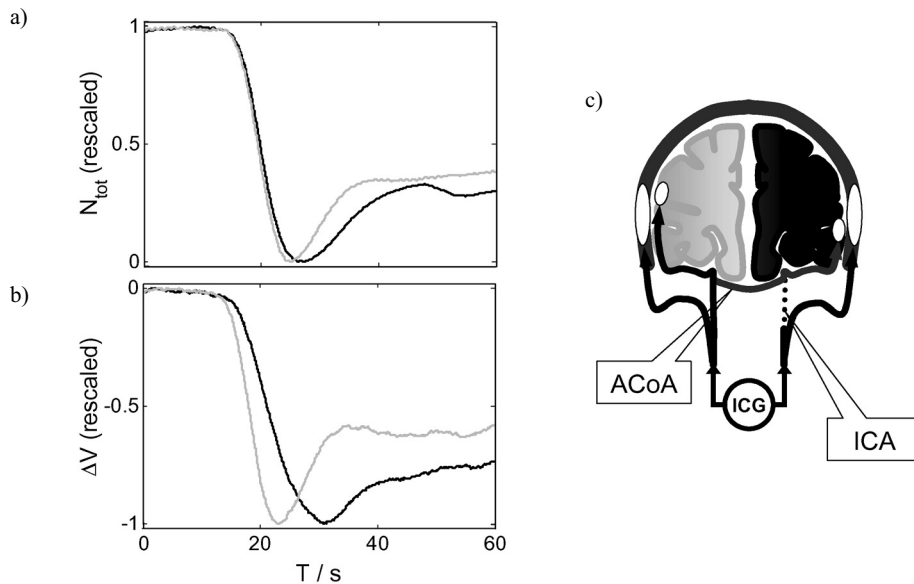 a)
1
0.5
0
N_tot (rescaled)
b)
0
-0.5
-1
ΔV (rescaled)
0
20
40
60
T / s
c)
ACoA
ICG
ICA